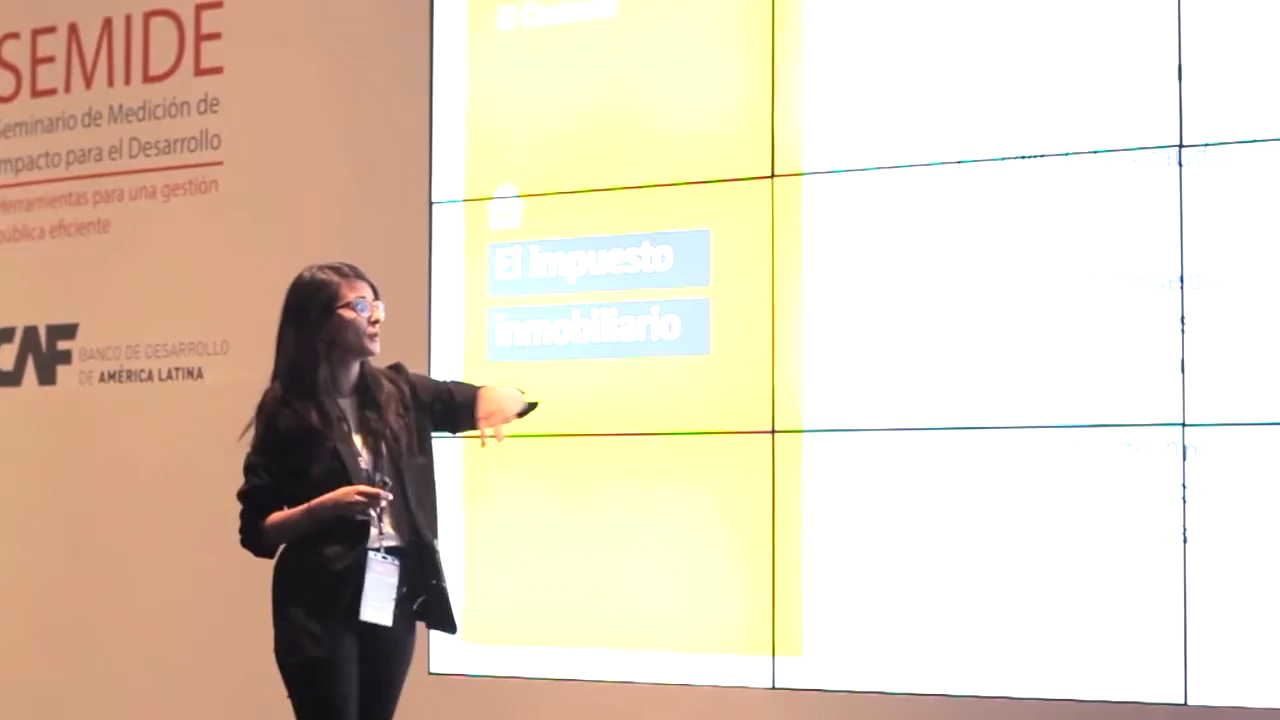 SEMIDE
Seminario de Medición de
Impacto para el Desarrollo
Herramientas para una gestión
pública eficiente
CAF BANCO DE DESARROLLO
DE AMÉRICA LATINA
El impuesto
Inmobiliario